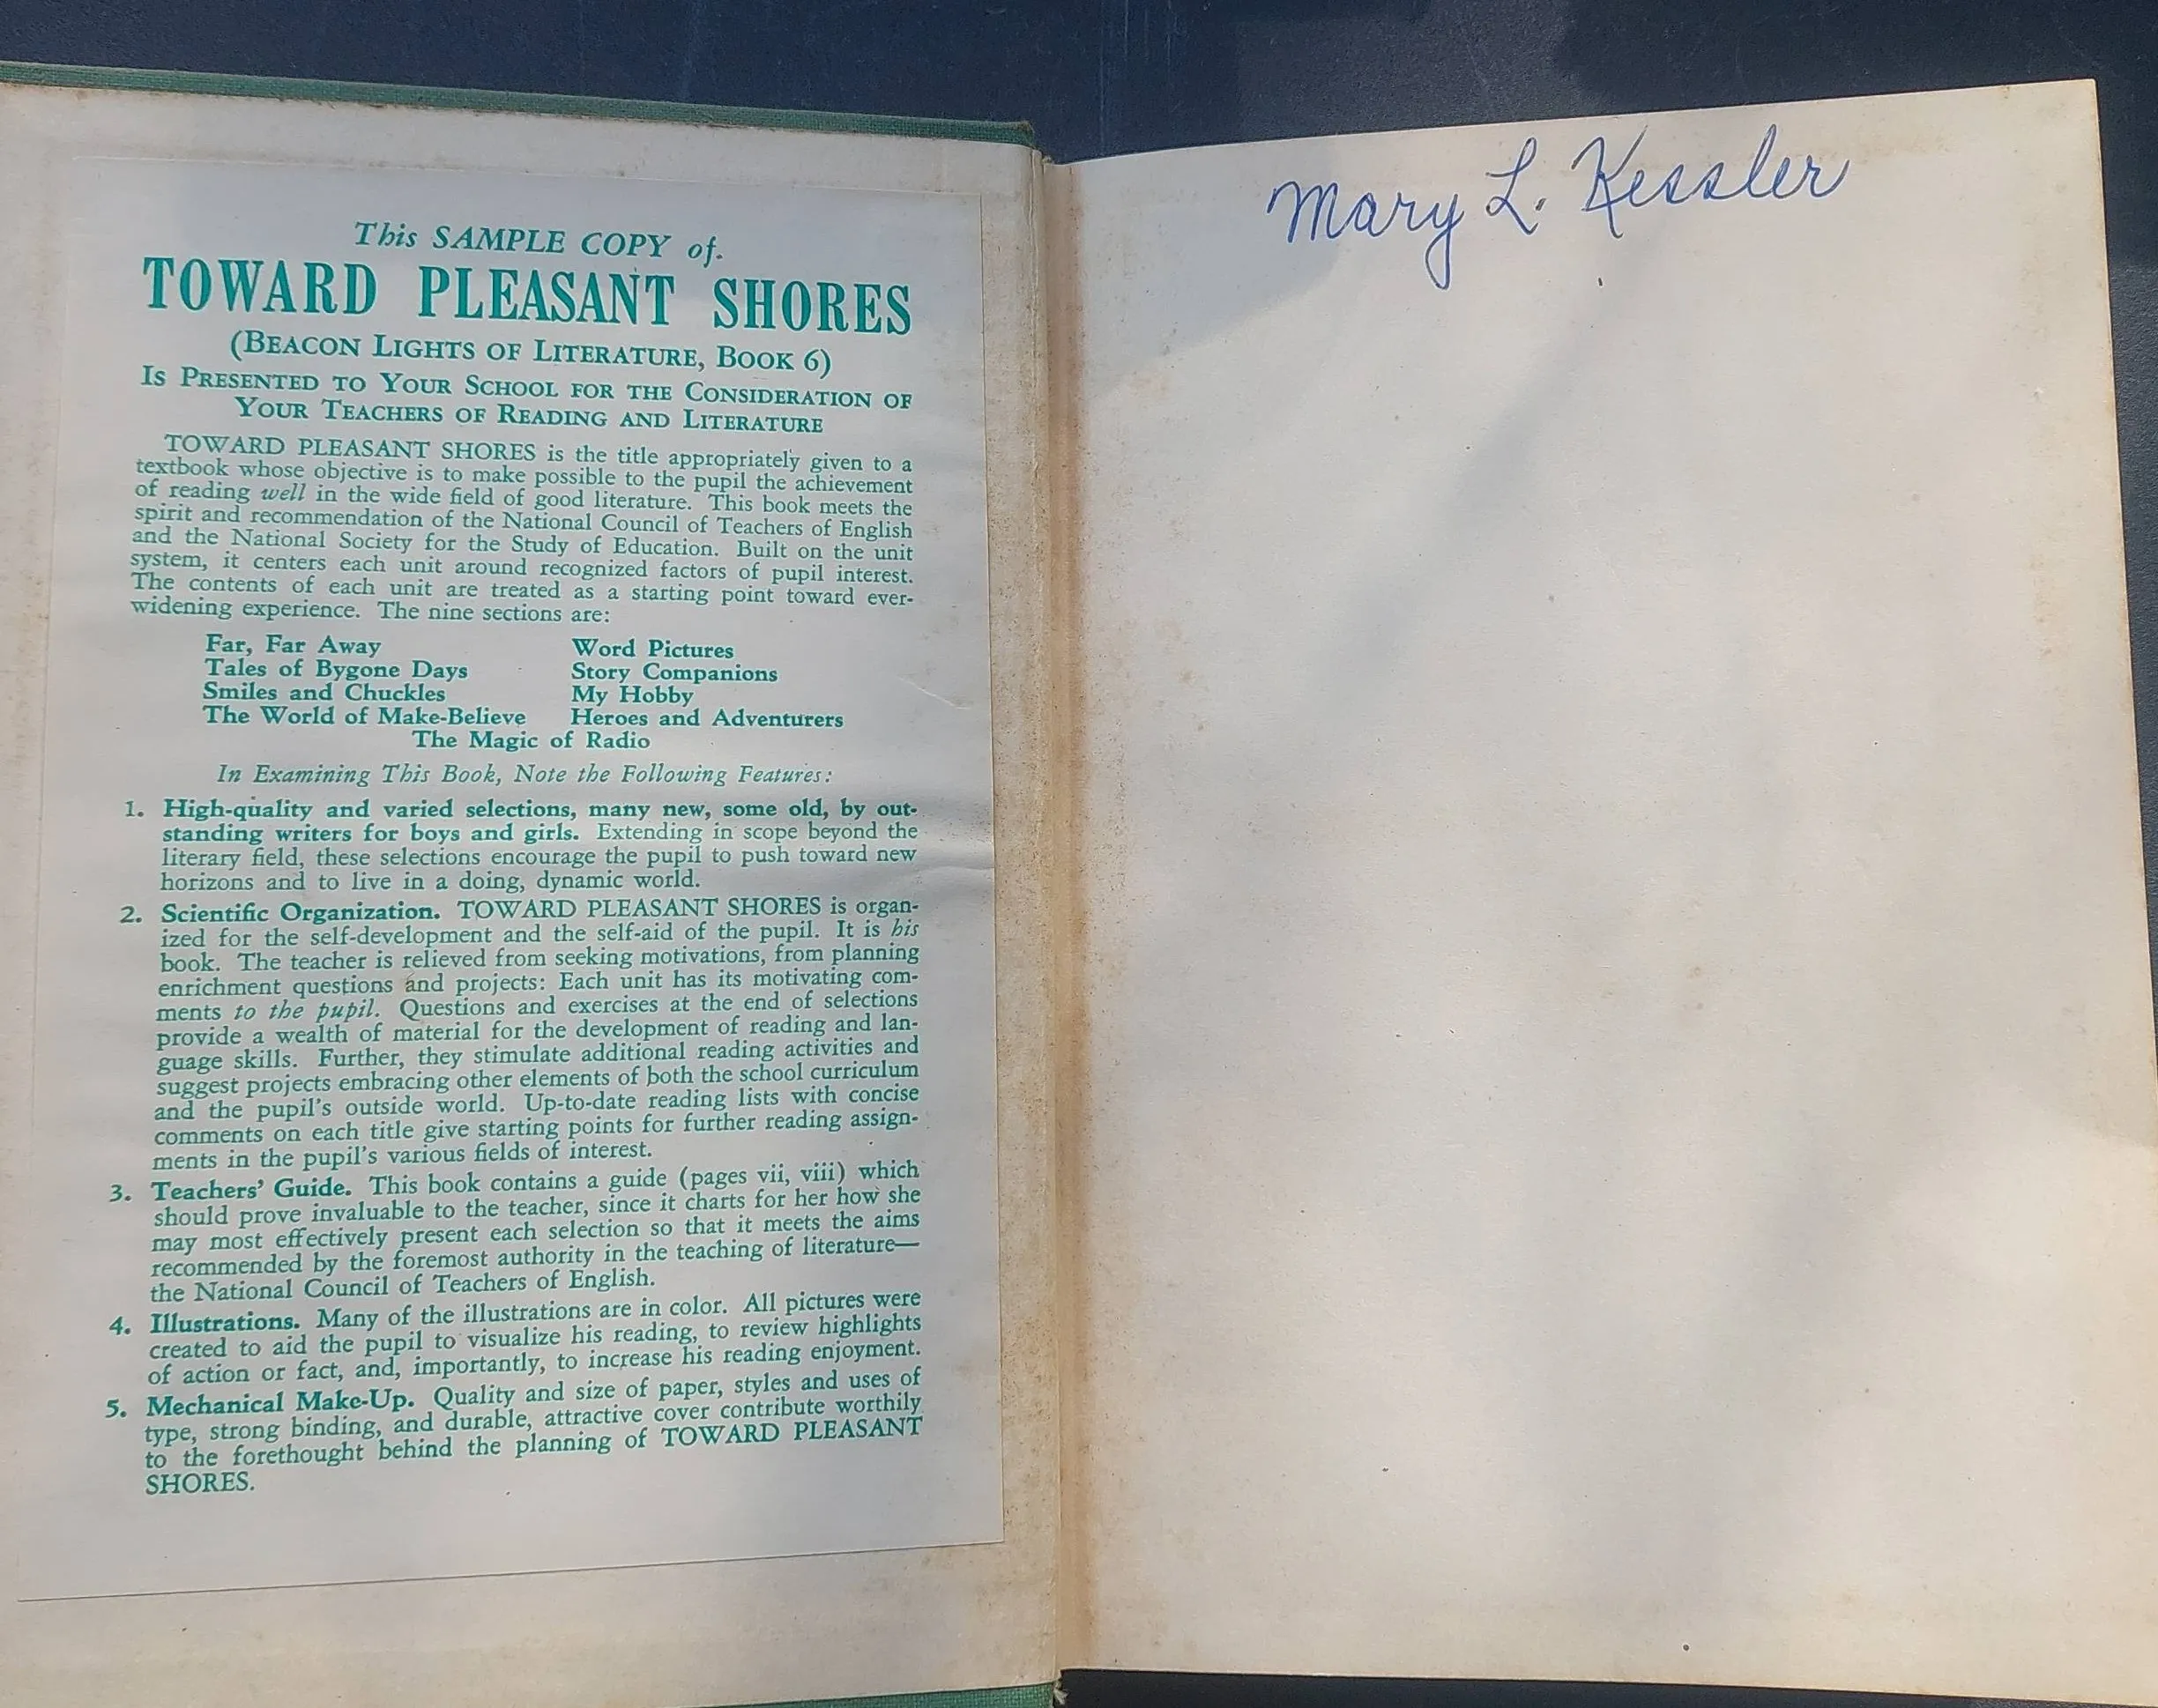 This SAMPLE COPY of.
TOWARD PLEASANT SHORES
(BEACON LIGHTS OF LITERATURE, BOOK 6)
IS PRESENTED TO YOUR SCHOOL FOR THE CONSIDERATION OF
YOUR TEACHERS OF READING AND LITERATURE
TOWARD PLEASANT SHORES is the title appropriately given to a
textbook whose objective is to make possible to the pupil the achievement
of reading well in the wide field of good literature. This book meets the
spirit and recommendation of the National Council of Teachers of English
and the National Society for the Study of Education. Built on the unit
system, it centers each unit around recognized factors of pupil interest.
The contents of each unit are treated as a starting point toward ever-
widening experience. The nine sections are:
Far, Far Away Word Pictures
Tales of Bygone Days Story Companions
Smiles and Chuckles My Hobby
The World of Make-Believe Heroes and Adventurers
The Magic of Radio
In Examining This Book, Note the Following Features:
1. High-quality and varied selections, many new, some old, by out-
standing writers for boys and girls. Extending in scope beyond the
literary field, these selections encourage the pupil to push toward new
horizons and to live in a doing, dynamic world.
2. Scientific Organization. TOWARD PLEASANT SHORES is organ-
ized for the self-development and the self-aid of the pupil. It is his
book. The teacher is relieved from seeking motivations, from planning
enrichment questions and projects: Each unit has its motivating com-
ments to the pupil. Questions and exercises at the end of selections
provide a wealth of material for the development of reading and lan-
guage skills. Further, they stimulate additional reading activities and
suggest projects embracing other elements of both the school curriculum
and the pupil's outside world. Up-to-date reading lists with concise
comments on each title give starting points for further reading assign-
ments in the pupil's various fields of interest.
3. Teachers' Guide. This book contains a guide (pages vii, viii) which
should prove invaluable to the teacher, since it charts for her how she
may most effectively present each selection so that it meets the aims
recommended by the foremost authority in the teaching of literature—
the National Council of Teachers of English.
4. Illustrations. Many of the illustrations are in color. All pictures were
created to aid the pupil to visualize his reading, to review highlights
of action or fact, and, importantly, to increase his reading enjoyment.
5. Mechanical Make-Up. Quality and size of paper, styles and uses of
type, strong binding, and durable, attractive cover contribute worthily
to the forethought behind the planning of TOWARD PLEASANT
SHORES.
Mary L. Kessler